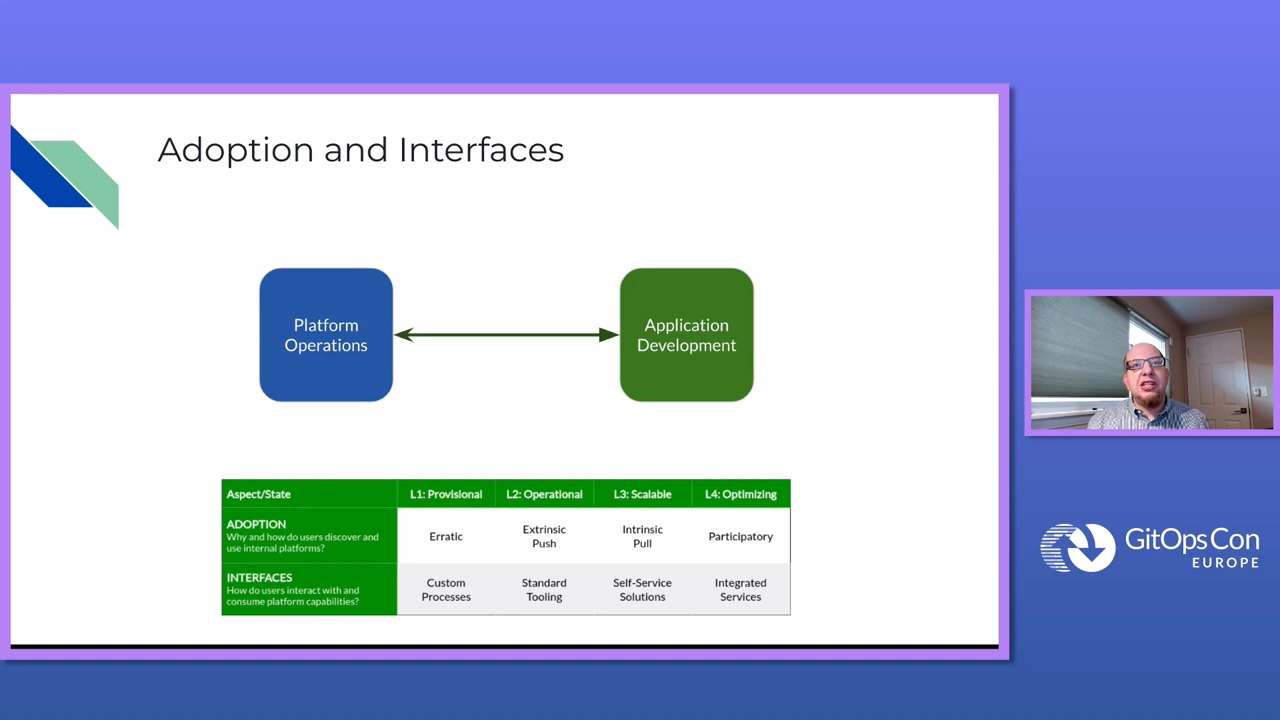 Adoption and Interfaces
Platform
Operations
Application
Development
Aspect/State
L1: Provisional
L2: Operational
L3: Scalable
L4: Optimizing
ADOPTION
Why and how do users discover and
use internal platforms?
Erratic
Extrinsic
Push
Intrinsic
Pull
Participatory
INTERFACES
How do users interact with and
consume platform capabilities?
Custom
Processes
Standard
Tooling
Self-Service
Solutions
Integrated
Services
GitOpsCon
EUROPE